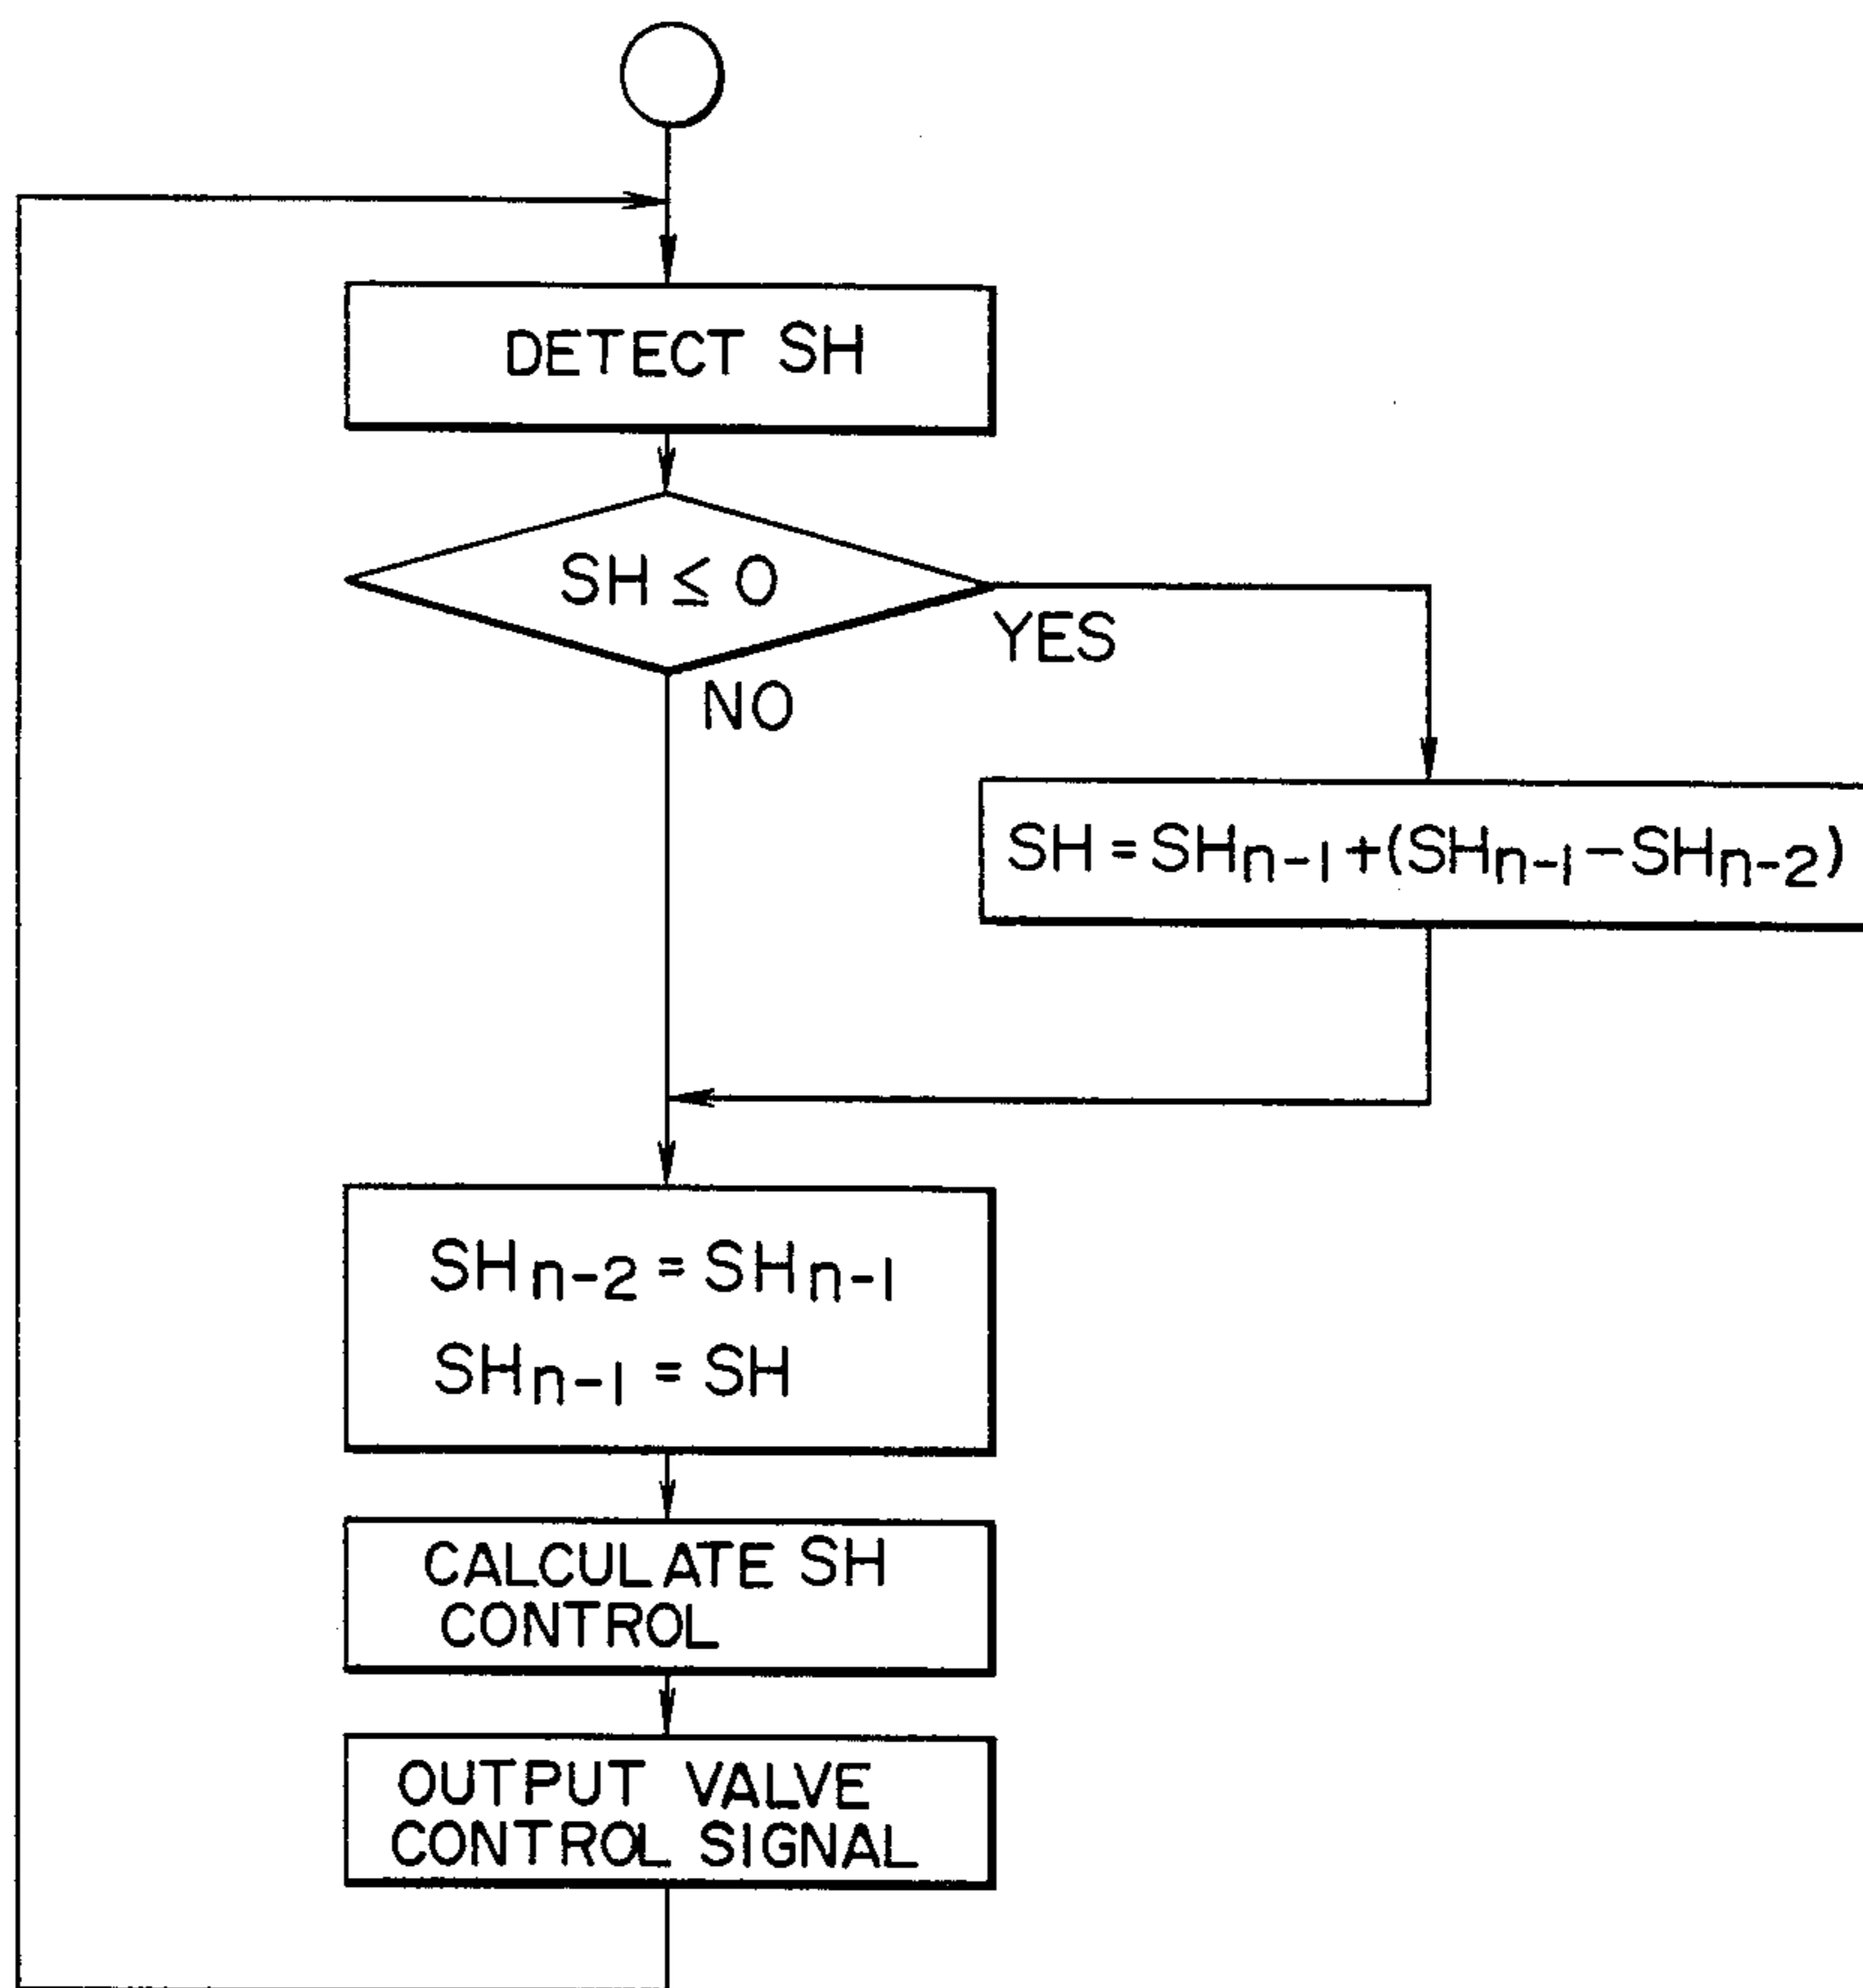 DETECT SH
SH ≤ 0
YES
NO
SH = SHn-1 + (SHn-1 - SHn-2)
SHn-2 = SHn-1
SHn-1 = SH
CALCULATE SH
CONTROL
OUTPUT VALVE
CONTROL SIGNAL